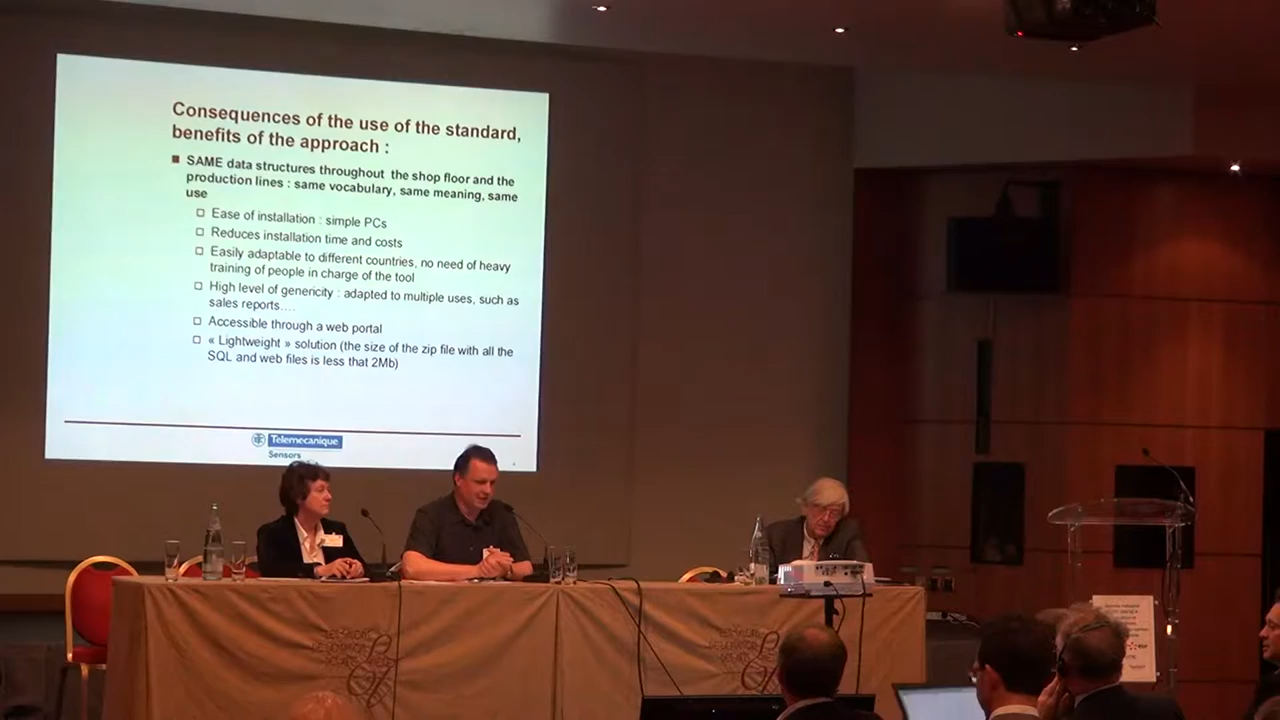 Consequences of the use of the standard,
benefits of the approach :
SAME data structures throughout the shop floor and the
production lines : same vocabulary, same meaning, same
use
Ease of installation : simple PCs
Reduces installation time and costs
Easily adaptable to different countries, no need of heavy
training of people in charge of the tool
High level of genericity : adapted to multiple uses, such as
sales reports….
Accessible through a web portal
« Lightweight » solution (the size of the zip file with all the
SQL and web files is less that 2Mb)
Telemecanique
Sensors